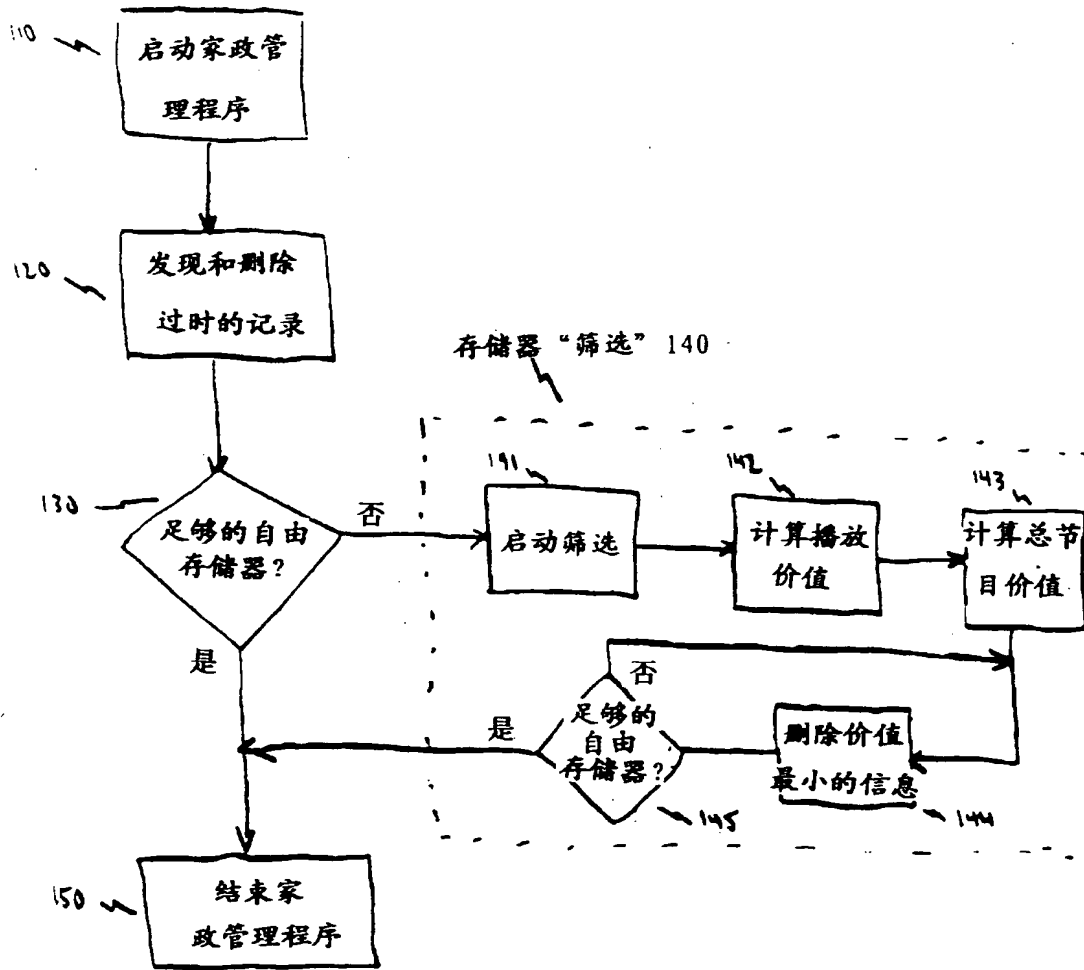 110
启动家政管
理程序
120
发现和删除
过时的记录
存储器“筛选”140
130
足够的自由
存储器?
否
是
141
启动筛选
142
计算播放
价值
143
计算总节
目价值
否
足够的
自由
存储器?
是
145
删除价值
最小的信息
144
150
结束家
政管理程序